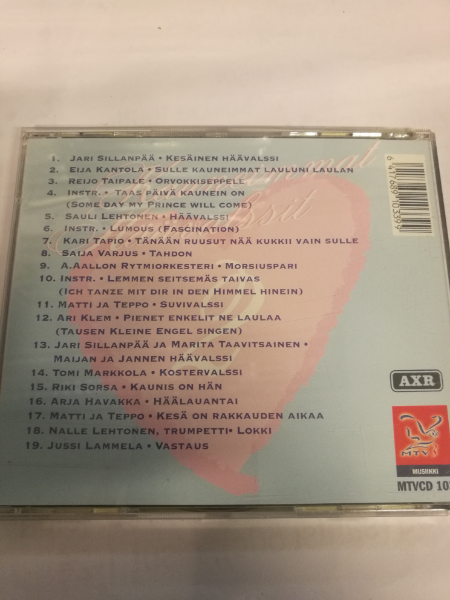 1. Jari Sillanpää • Kesäinen häävalssi
2. Eija Kantola • Sulle kauneimmat lauluni laulan
3. Reijo Taipale • Orvokkiseppele
4. Instr. • Taas päivä kaunein on
(Some day my Prince will come)
5. Sauli Lehtonen • Häävalssi
6. Instr. • Lumous (Fascination)
7. Kari Tapio • Tänään ruusut nää kukkii vain sulle
8. Saija Varjus • Tahdon
9. A.Aallon Rytmiorkesteri • Morsiuspari
10. Instr. • Lemmen seitsemäs taivas
(Ich tanze mit dir in den Himmel hinein)
11. Matti ja Teppo • Suvivalssi
12. Ari Klem • Pienet enkelit ne laulaa
(Tausen Kleine Engel singen)
13. Jari Sillanpää ja Marita Taavitsainen •
Maijan ja Jannen häävalssi
14. Tomi Markkola • Kostervalssi
15. Riki Sorsa • Kaunis on hän
16. Arja Havakka • Häälauantai
17. Matti ja Teppo • Kesä on rakkauden aikaa
18. Nalle Lehtonen, trumpetti • Lokki
19. Jussi Lammela • Vastaus
AXR
MTV
MUSIIKKI
MTVCD 10